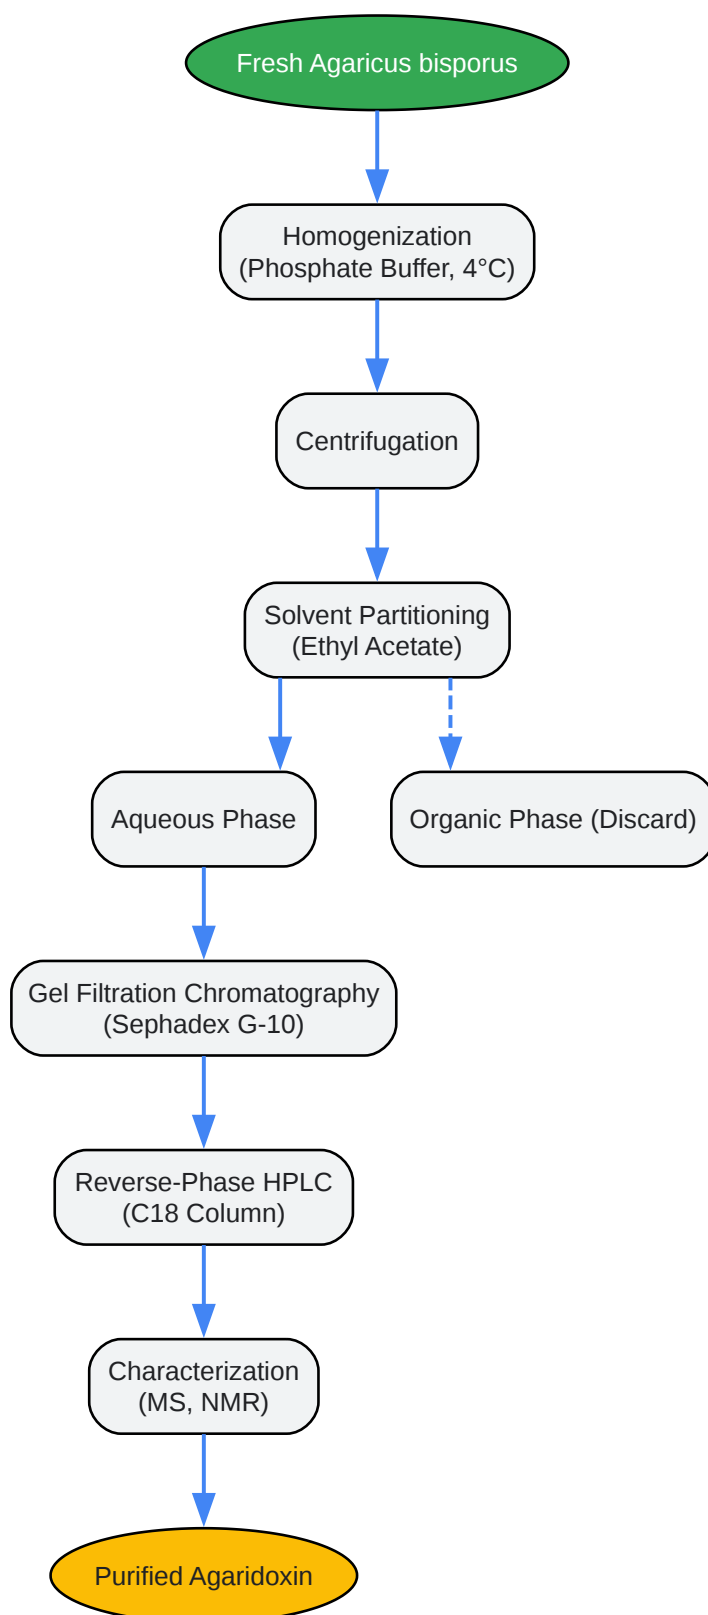 Fresh Agaricus bisporus
Homogenization
(Phosphate Buffer, 4°C)
Centrifugation
Solvent Partitioning
(Ethyl Acetate)
Aqueous Phase
Organic Phase (Discard)
Gel Filtration Chromatography
(Sephadex G-10)
Reverse-Phase HPLC
(C18 Column)
Characterization
(MS, NMR)
Purified Agaridoxin